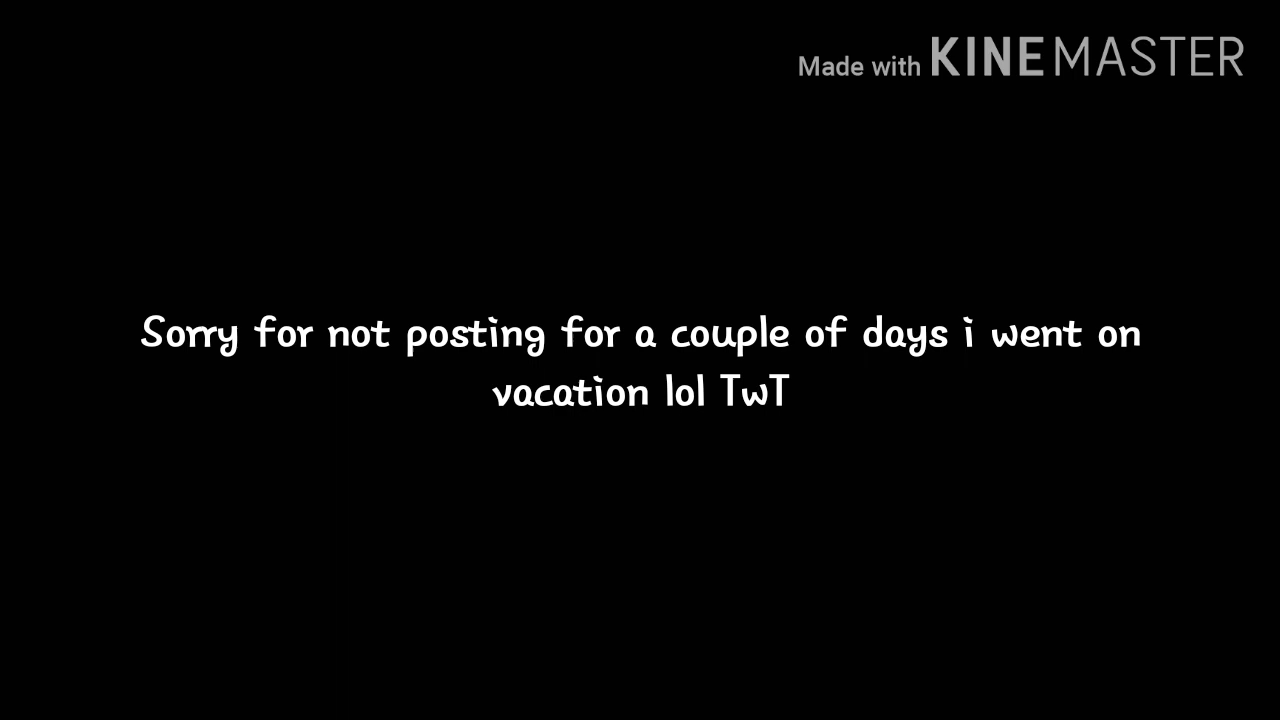 Made with KINEMASTER
Sorry for not posting for a couple of days i went on
vacation lol TwT